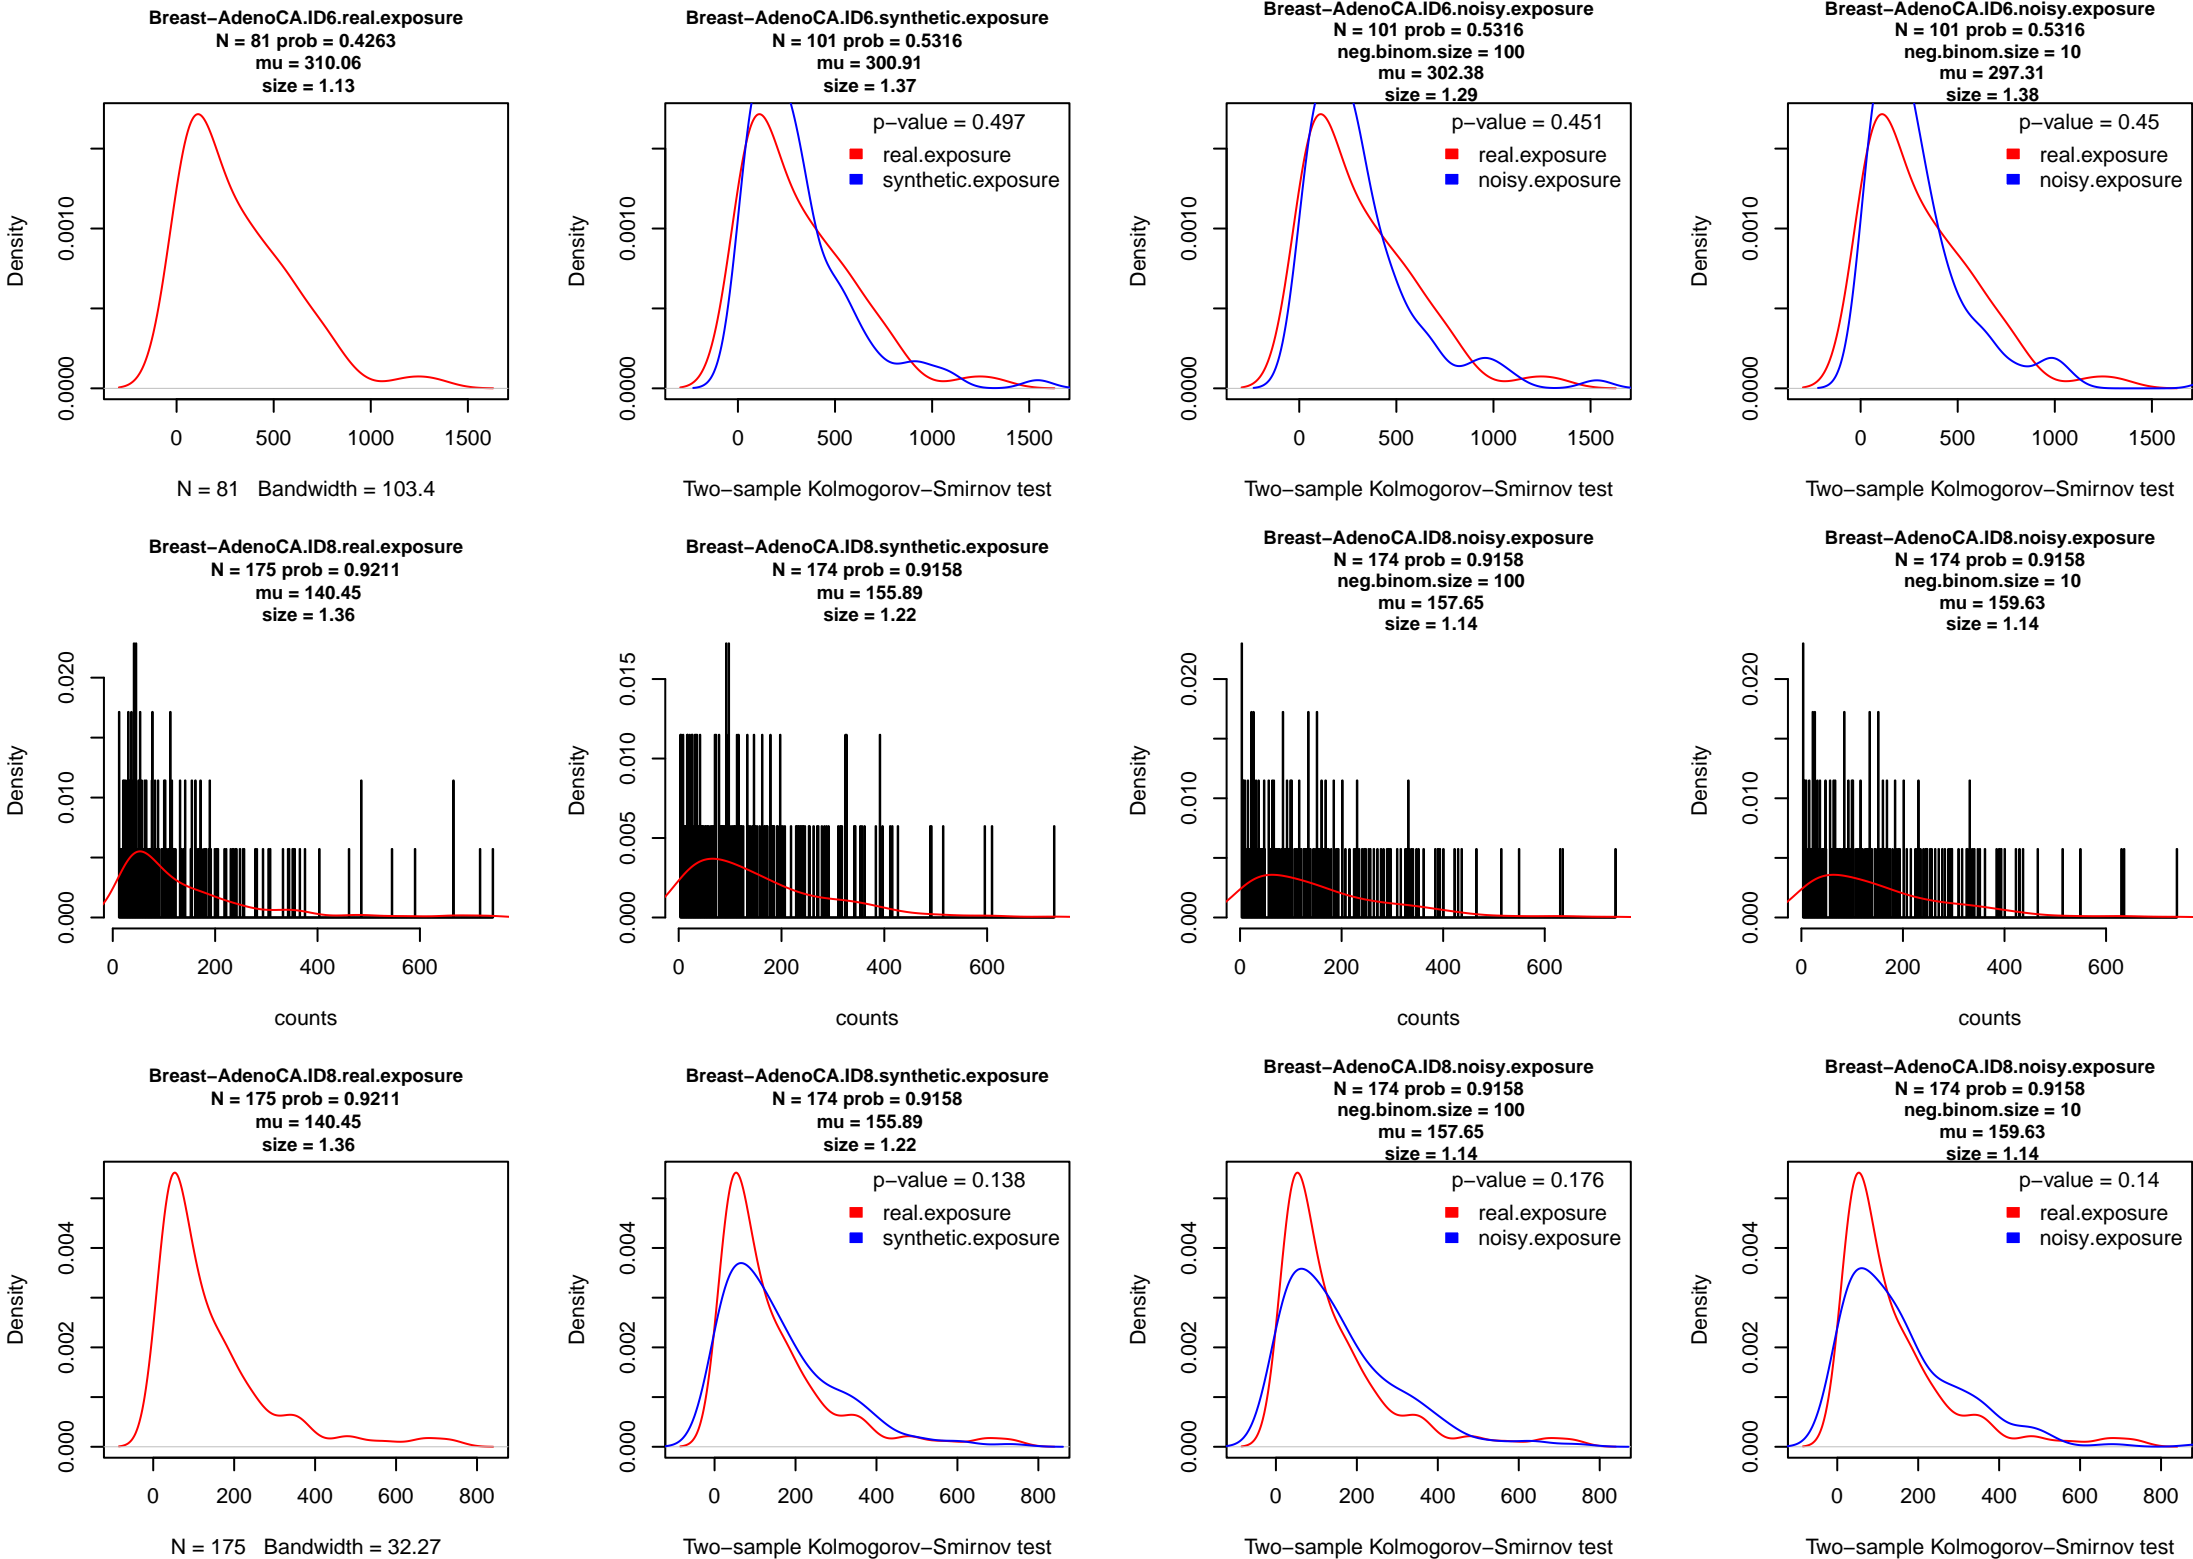 Breast−AdenoCA.ID6.real.exposure
N = 81 prob = 0.4263
mu = 310.06
size = 1.13
Density
0.0000
0.0010
0
500
1000
1500
N = 81 Bandwidth = 103.4
Breast−AdenoCA.ID6.synthetic.exposure
N = 101 prob = 0.5316
mu = 300.91
size = 1.37
p−value = 0.497
real.exposure
synthetic.exposure
Density
0.0000
0.0010
0
500
1000
1500
Two−sample Kolmogorov−Smirnov test
Breast−AdenoCA.ID6.noisy.exposure
N = 101 prob = 0.5316
neg.binom.size = 100
mu = 302.38
size = 1.29
p−value = 0.451
real.exposure
noisy.exposure
Density
0.0000
0.0010
0
500
1000
1500
Two−sample Kolmogorov−Smirnov test
Breast−AdenoCA.ID6.noisy.exposure
N = 101 prob = 0.5316
neg.binom.size = 10
mu = 297.31
size = 1.38
p−value = 0.45
real.exposure
noisy.exposure
Density
0.0000
0.0010
0
500
1000
1500
Two−sample Kolmogorov−Smirnov test
Breast−AdenoCA.ID8.real.exposure
N = 175 prob = 0.9211
mu = 140.45
size = 1.36
Density
0.000
0.010
0.020
0
200
400
600
counts
Breast−AdenoCA.ID8.synthetic.exposure
N = 174 prob = 0.9158
mu = 155.89
size = 1.22
Density
0.000
0.005
0.010
0.015
0
200
400
600
counts
Breast−AdenoCA.ID8.noisy.exposure
N = 174 prob = 0.9158
neg.binom.size = 100
mu = 157.65
size = 1.14
Density
0.000
0.010
0.020
0
200
400
600
counts
Breast−AdenoCA.ID8.noisy.exposure
N = 174 prob = 0.9158
neg.binom.size = 10
mu = 159.63
size = 1.14
Density
0.000
0.010
0.020
0
200
400
600
counts
Breast−AdenoCA.ID8.real.exposure
N = 175 prob = 0.9211
mu = 140.45
size = 1.36
Density
0.000
0.002
0.004
0
200
400
600
800
N = 175 Bandwidth = 32.27
Breast−AdenoCA.ID8.synthetic.exposure
N = 174 prob = 0.9158
mu = 155.89
size = 1.22
p−value = 0.138
real.exposure
synthetic.exposure
Density
0.000
0.002
0.004
0
200
400
600
800
Two−sample Kolmogorov−Smirnov test
Breast−AdenoCA.ID8.noisy.exposure
N = 174 prob = 0.9158
neg.binom.size = 100
mu = 157.65
size = 1.14
p−value = 0.176
real.exposure
noisy.exposure
Density
0.000
0.002
0.004
0
200
400
600
800
Two−sample Kolmogorov−Smirnov test
Breast−AdenoCA.ID8.noisy.exposure
N = 174 prob = 0.9158
neg.binom.size = 10
mu = 159.63
size = 1.14
p−value = 0.14
real.exposure
noisy.exposure
Density
0.000
0.002
0.004
0
200
400
600
800
Two−sample Kolmogorov−Smirnov test